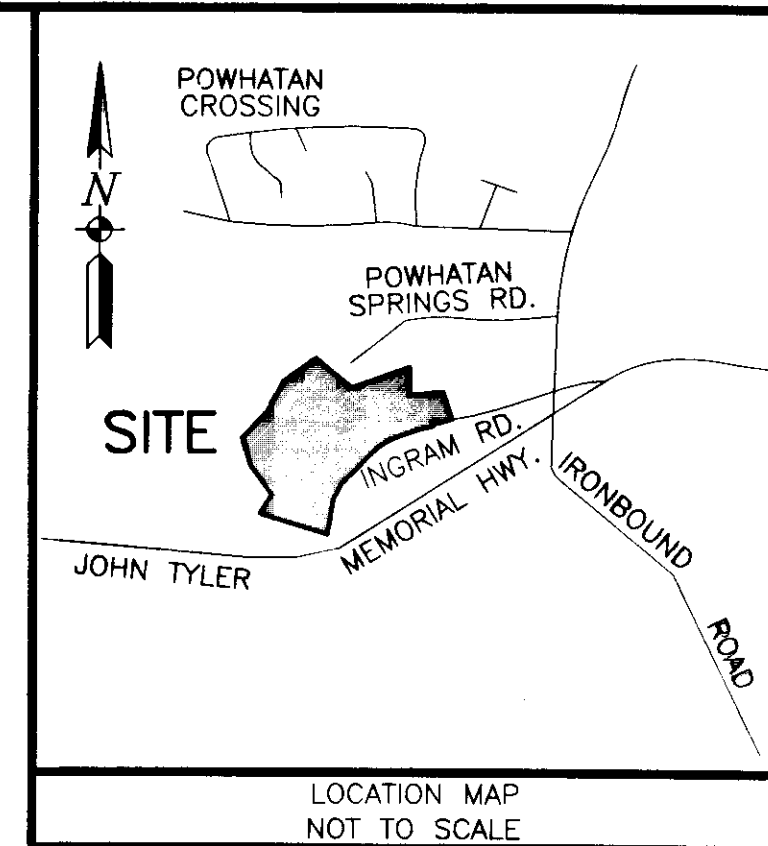 POWHATAN
CROSSING
N
POWHATAN
SPRINGS RD.
SITE
INGRAM RD.
MEMORIAL HWY.
IRONBOUND
JOHN TYLER
ROAD
LOCATION MAP
NOT TO SCALE